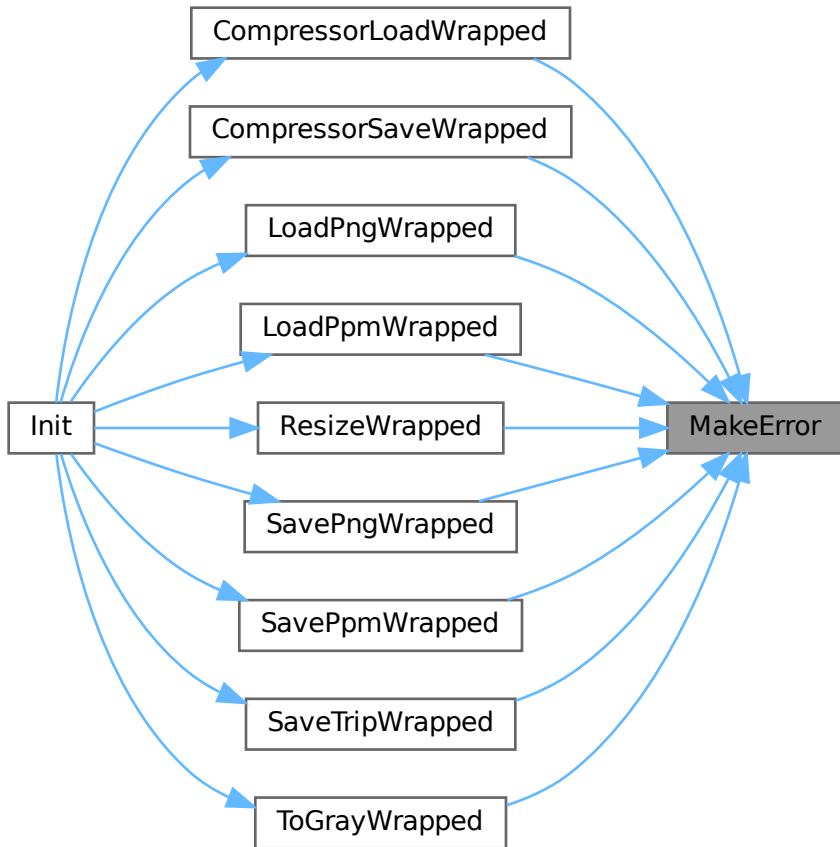 CompressorLoadWrapped
CompressorSaveWrapped
LoadPngWrapped
LoadPpmWrapped
Init
ResizeWrapped
MakeError
SavePngWrapped
SavePpmWrapped
SaveTripWrapped
ToGrayWrapped